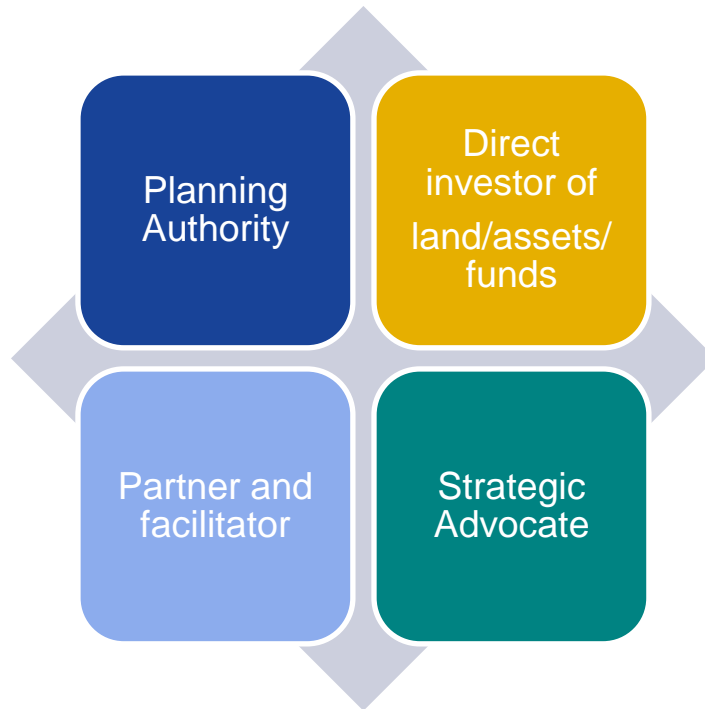 Planning
Authority
Direct
investor of
land/assets/
funds
Partner and
facilitator
Strategic
Advocate